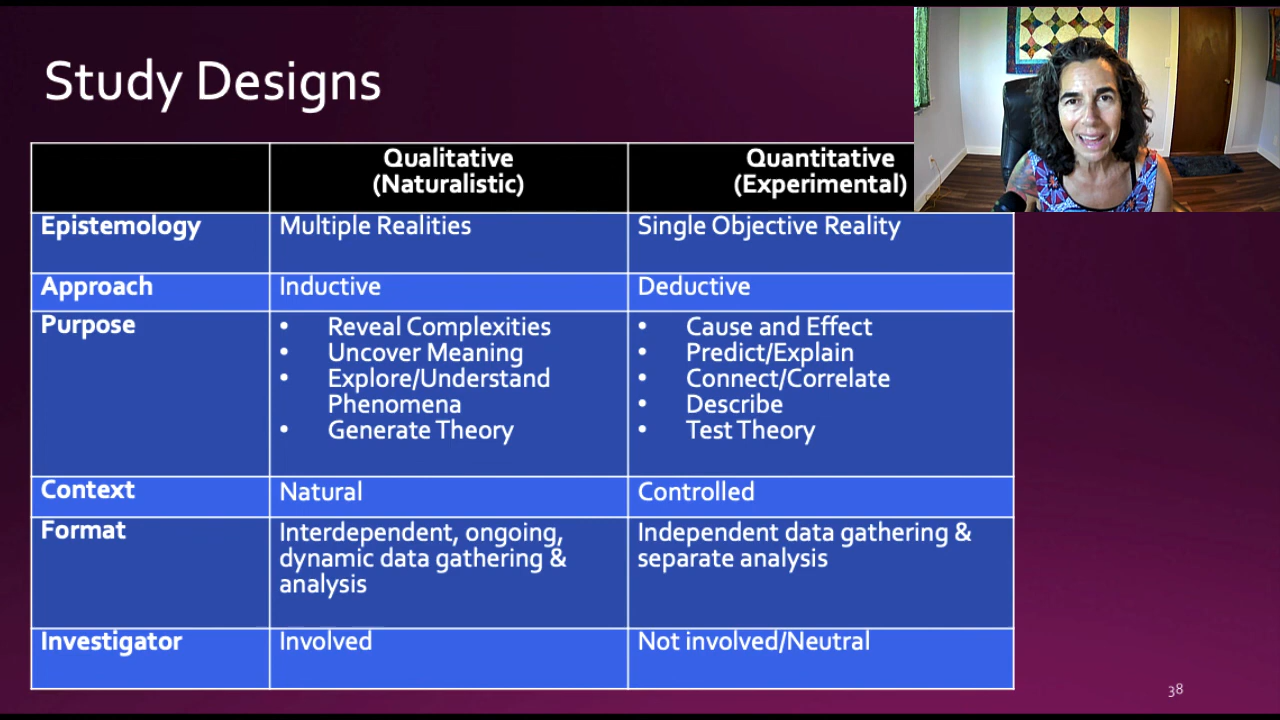 Study Designs
Qualitative
(Naturalistic)
Quantitative
(Experimental)
Epistemology
Multiple Realities
Single Objective Reality
Approach
Inductive
Deductive
Purpose
• Reveal Complexities
• Uncover Meaning
• Explore/Understand
Phenomena
• Generate Theory
• Cause and Effect
• Predict/Explain
• Connect/Correlate
• Describe
• Test Theory
Context
Natural
Controlled
Format
Interdependent, ongoing,
dynamic data gathering &
analysis
Independent data gathering &
separate analysis
Investigator
Involved
Not involved/Neutral
38